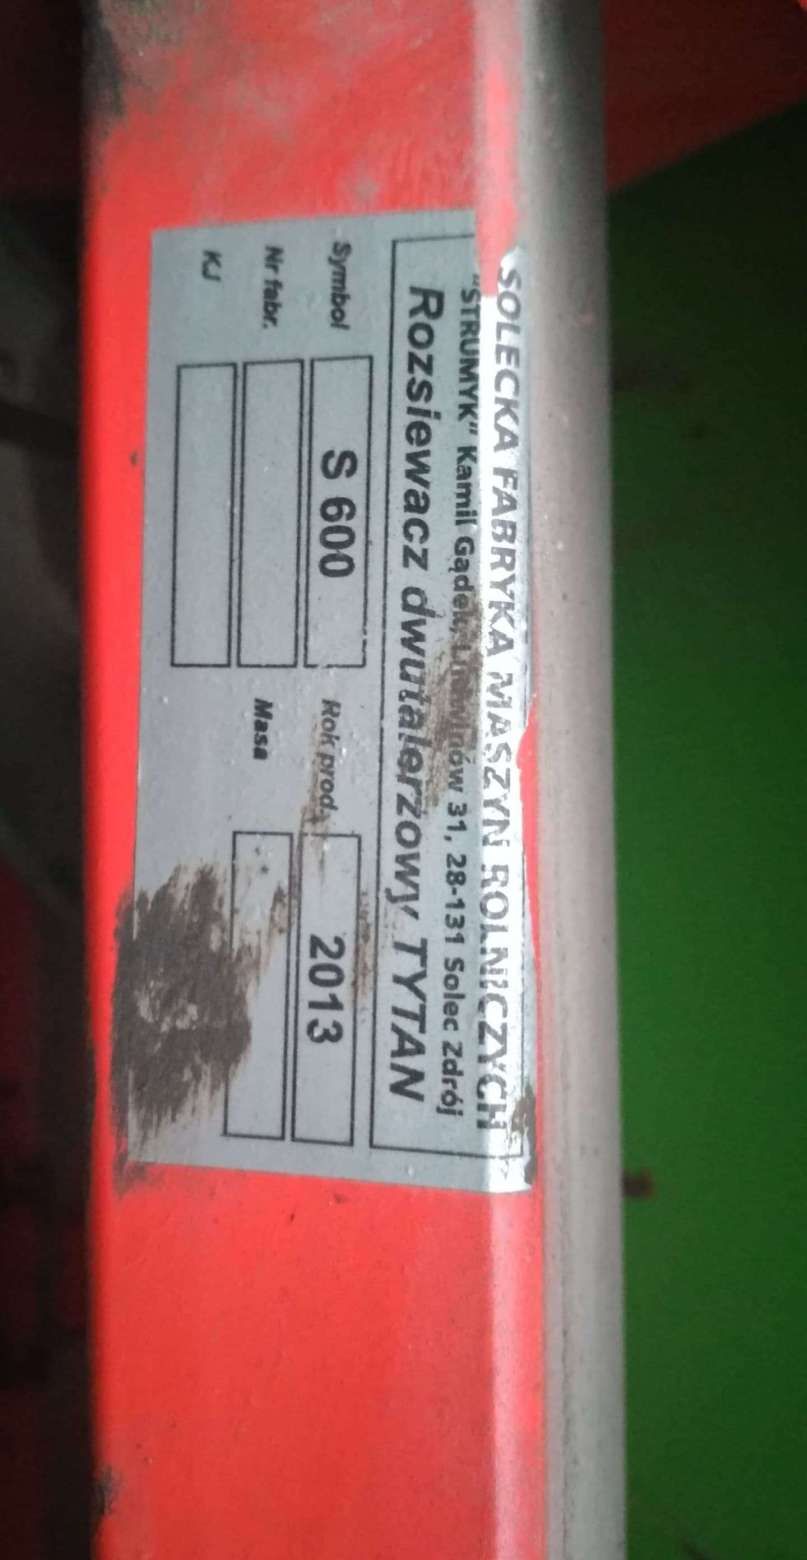 SOLECKA FABRYKA MASZYN ROLNICZYCH
"STRUMYK" Kamil Gądek, 31, 28-131 Solec Zdrój
Rozsiewacz dwutalerzowy TYTAN
Symbol S 600 Rok prod. 2013
Nr fabr. Masa
KJ